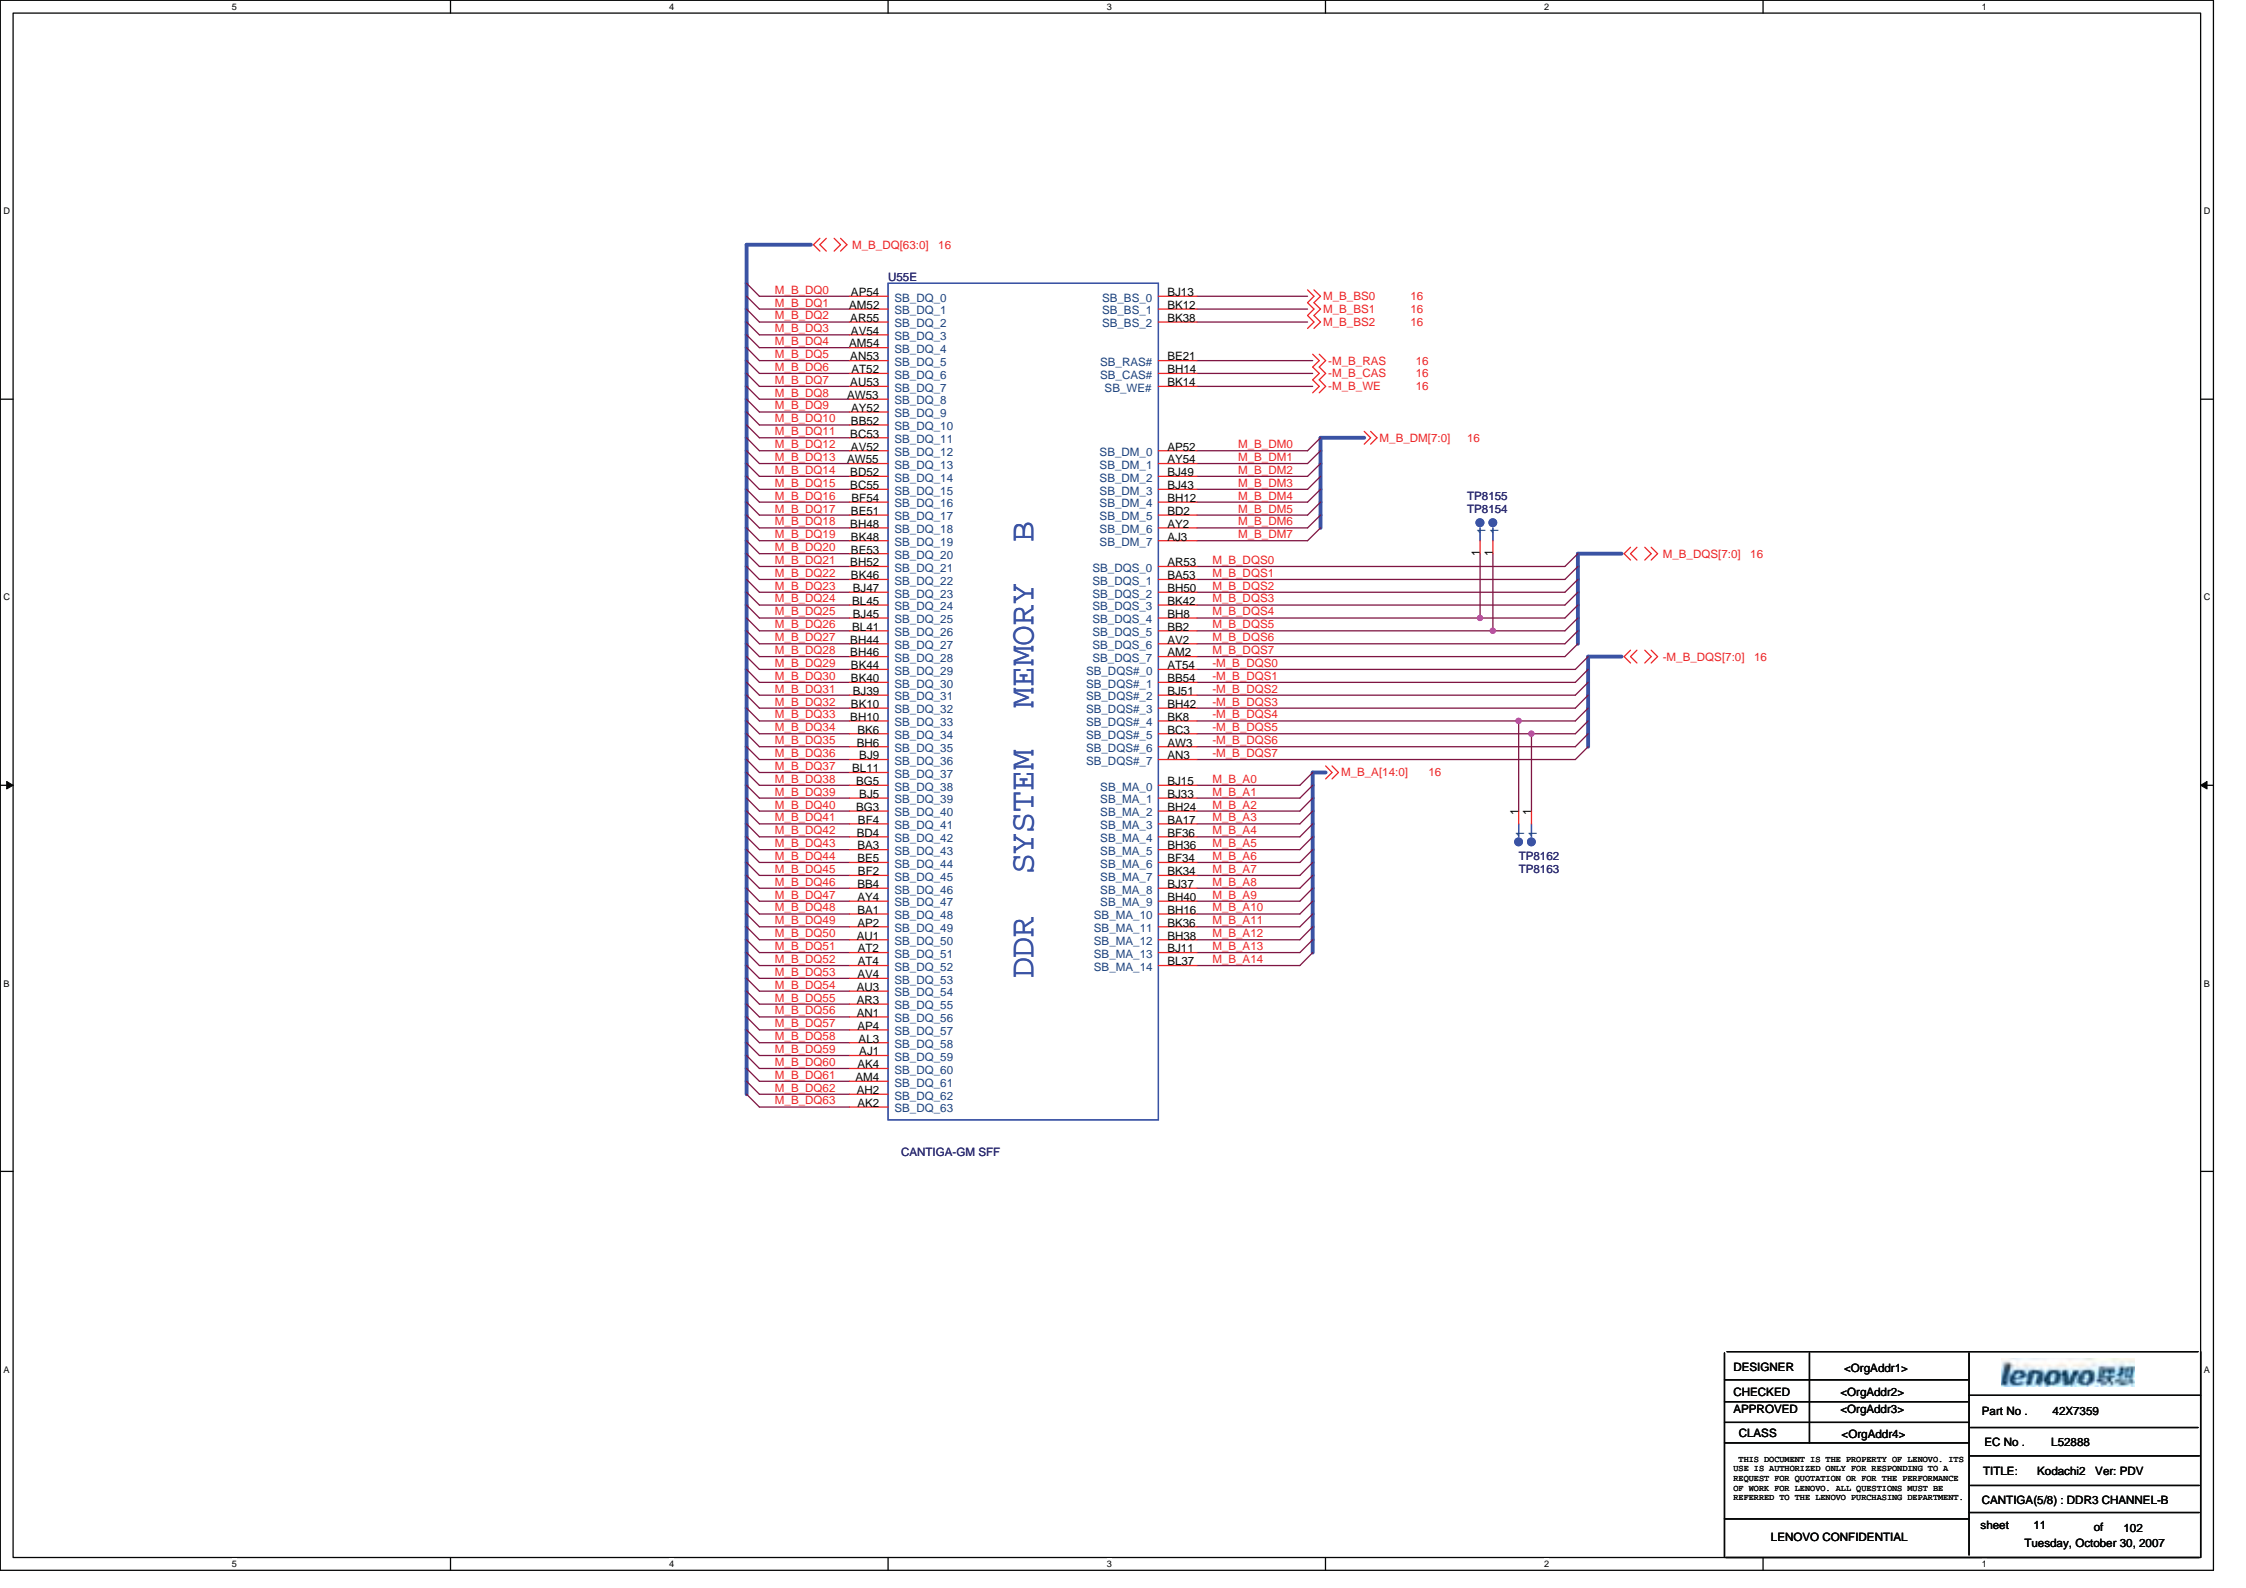 5 4 3 2 1
D D
C C
B B
A A
M_B_DQ[63:0] 16
U55E
M_B_DQ0 AP54 SB_DQ_0
M_B_DQ1 AM52 SB_DQ_1
M_B_DQ2 AR55 SB_DQ_2
M_B_DQ3 AV54 SB_DQ_3
M_B_DQ4 AM54 SB_DQ_4
M_B_DQ5 AN53 SB_DQ_5
M_B_DQ6 AT52 SB_DQ_6
M_B_DQ7 AU53 SB_DQ_7
M_B_DQ8 AW53 SB_DQ_8
M_B_DQ9 AY52 SB_DQ_9
M_B_DQ10 BB52 SB_DQ_10
M_B_DQ11 BC53 SB_DQ_11
M_B_DQ12 AV52 SB_DQ_12
M_B_DQ13 AW55 SB_DQ_13
M_B_DQ14 BD52 SB_DQ_14
M_B_DQ15 BC55 SB_DQ_15
M_B_DQ16 BF54 SB_DQ_16
M_B_DQ17 BE51 SB_DQ_17
M_B_DQ18 BH48 SB_DQ_18
M_B_DQ19 BK48 SB_DQ_19
M_B_DQ20 BE53 SB_DQ_20
M_B_DQ21 BH52 SB_DQ_21
M_B_DQ22 BK46 SB_DQ_22
M_B_DQ23 BJ47 SB_DQ_23
M_B_DQ24 BL45 SB_DQ_24
M_B_DQ25 BJ45 SB_DQ_25
M_B_DQ26 BL41 SB_DQ_26
M_B_DQ27 BH44 SB_DQ_27
M_B_DQ28 BH46 SB_DQ_28
M_B_DQ29 BK44 SB_DQ_29
M_B_DQ30 BK40 SB_DQ_30
M_B_DQ31 BJ39 SB_DQ_31
M_B_DQ32 BK10 SB_DQ_32
M_B_DQ33 BH10 SB_DQ_33
M_B_DQ34 BK6 SB_DQ_34
M_B_DQ35 BH6 SB_DQ_35
M_B_DQ36 BJ9 SB_DQ_36
M_B_DQ37 BL11 SB_DQ_37
M_B_DQ38 BG5 SB_DQ_38
M_B_DQ39 BJ5 SB_DQ_39
M_B_DQ40 BG3 SB_DQ_40
M_B_DQ41 BF4 SB_DQ_41
M_B_DQ42 BD4 SB_DQ_42
M_B_DQ43 BA3 SB_DQ_43
M_B_DQ44 BE5 SB_DQ_44
M_B_DQ45 BF2 SB_DQ_45
M_B_DQ46 BB4 SB_DQ_46
M_B_DQ47 AY4 SB_DQ_47
M_B_DQ48 BA1 SB_DQ_48
M_B_DQ49 AP2 SB_DQ_49
M_B_DQ50 AU1 SB_DQ_50
M_B_DQ51 AT2 SB_DQ_51
M_B_DQ52 AT4 SB_DQ_52
M_B_DQ53 AV4 SB_DQ_53
M_B_DQ54 AU3 SB_DQ_54
M_B_DQ55 AR3 SB_DQ_55
M_B_DQ56 AN1 SB_DQ_56
M_B_DQ57 AP4 SB_DQ_57
M_B_DQ58 AL3 SB_DQ_58
M_B_DQ59 AJ1 SB_DQ_59
M_B_DQ60 AK4 SB_DQ_60
M_B_DQ61 AM4 SB_DQ_61
M_B_DQ62 AH2 SB_DQ_62
M_B_DQ63 AK2 SB_DQ_63
DDR SYSTEM MEMORY B
SB_BS_0 BJ13 M_B_BS0 16
SB_BS_1 BK12 M_B_BS1 16
SB_BS_2 BK38 M_B_BS2 16
SB_RAS# BE21 -M_B_RAS 16
SB_CAS# BH14 -M_B_CAS 16
SB_WE# BK14 -M_B_WE 16
M_B_DM[7:0] 16
SB_DM_0 AP52 M_B_DM0
SB_DM_1 AY54 M_B_DM1
SB_DM_2 BJ49 M_B_DM2
SB_DM_3 BJ43 M_B_DM3
SB_DM_4 BH12 M_B_DM4
SB_DM_5 BD2 M_B_DM5
SB_DM_6 AY2 M_B_DM6
SB_DM_7 AJ3 M_B_DM7
TP8155
TP8154
1 1
1 1
M_B_DQS[7:0] 16
SB_DQS_0 AR53 M_B_DQS0
SB_DQS_1 BA53 M_B_DQS1
SB_DQS_2 BH50 M_B_DQS2
SB_DQS_3 BK42 M_B_DQS3
SB_DQS_4 BH8 M_B_DQS4
SB_DQS_5 BB2 M_B_DQS5
SB_DQS_6 AV2 M_B_DQS6
SB_DQS_7 AM2 M_B_DQS7
-M_B_DQS[7:0] 16
SB_DQS#_0 AT54 -M_B_DQS0
SB_DQS#_1 BB54 -M_B_DQS1
SB_DQS#_2 BJ51 -M_B_DQS2
SB_DQS#_3 BH42 -M_B_DQS3
SB_DQS#_4 BK8 -M_B_DQS4
SB_DQS#_5 BC3 -M_B_DQS5
SB_DQS#_6 AW3 -M_B_DQS6
SB_DQS#_7 AN3 -M_B_DQS7
M_B_A[14:0] 16
SB_MA_0 BJ15 M_B_A0
SB_MA_1 BJ33 M_B_A1
SB_MA_2 BH24 M_B_A2
SB_MA_3 BA17 M_B_A3
SB_MA_4 BF36 M_B_A4
SB_MA_5 BH36 M_B_A5
SB_MA_6 BF34 M_B_A6
SB_MA_7 BK34 M_B_A7
SB_MA_8 BJ37 M_B_A8
SB_MA_9 BH40 M_B_A9
SB_MA_10 BH16 M_B_A10
SB_MA_11 BK36 M_B_A11
SB_MA_12 BH38 M_B_A12
SB_MA_13 BJ11 M_B_A13
SB_MA_14 BL37 M_B_A14
1 1
1 1
TP8162
TP8163
CANTIGA-GM SFF
DESIGNER <OrgAddr1>
CHECKED <OrgAddr2>
APPROVED <OrgAddr3>
CLASS <OrgAddr4>
THIS DOCUMENT IS THE PROPERTY OF LENOVO. ITS
USE IS AUTHORIZED ONLY FOR RESPONDING TO A
REQUEST FOR QUOTATION OR FOR THE PERFORMANCE
OF WORK FOR LENOVO. ALL QUESTIONS MUST BE
REFERRED TO THE LENOVO PURCHASING DEPARTMENT.
LENOVO CONFIDENTIAL
lenovo联想
Part No . 42X7359
EC No . L52888
TITLE: Kodachi2 Ver: PDV
CANTIGA(5/8) : DDR3 CHANNEL-B
sheet 11 of 102
Tuesday, October 30, 2007
5 4 3 2 1